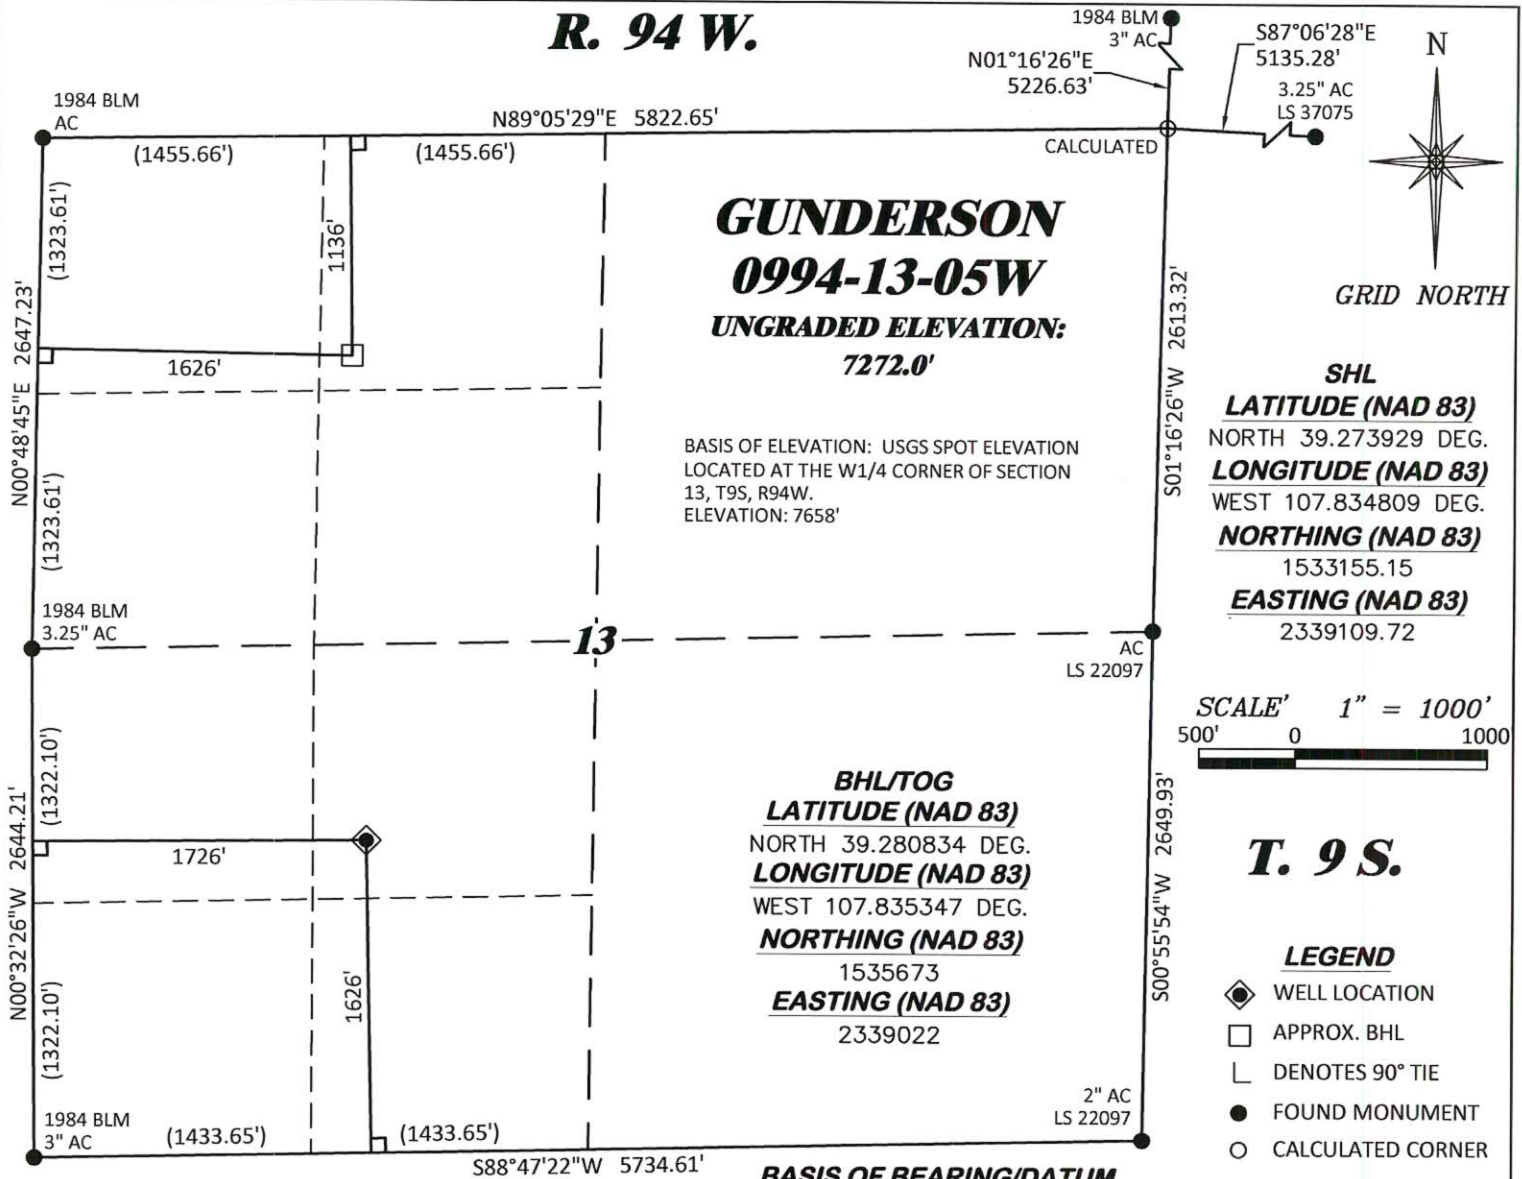 R. 94 W.
1984 BLM
3" AC
N01°16'26"E
5226.63'
S87°06'28"E
5135.28'
3.25" AC
LS 37075
N
1984 BLM
AC
N89°05'29"E 5822.65'
(1455.66')
(1455.66')
CALCULATED
(1323.61')
1136'
GUNDERSON
0994-13-05W
UNGRADED ELEVATION:
7272.0'
GRID NORTH
N00°48'45"E 2647.23'
1626'
S01°16'26"W 2613.32'
BASIS OF ELEVATION: USGS SPOT ELEVATION
LOCATED AT THE W1/4 CORNER OF SECTION
13, T9S, R94W.
ELEVATION: 7658'
SHL
LATITUDE (NAD 83)
NORTH 39.273929 DEG.
LONGITUDE (NAD 83)
WEST 107.834809 DEG.
NORTHING (NAD 83)
1533155.15
EASTING (NAD 83)
2339109.72
(1323.61')
1984 BLM
3.25" AC
13
AC
LS 22097
SCALE' 1" = 1000'
500' 0 1000
(1322.10')
N00°32'26"W 2644.21'
1726'
BHL/TOG
LATITUDE (NAD 83)
NORTH 39.280834 DEG.
LONGITUDE (NAD 83)
WEST 107.835347 DEG.
NORTHING (NAD 83)
1535673
EASTING (NAD 83)
2339022
S00°55'54"W 2649.93'
T. 9 S.
LEGEND
WELL LOCATION
APPROX. BHL
DENOTES 90° TIE
FOUND MONUMENT
CALCULATED CORNER
(1322.10')
1626'
1984 BLM
3" AC
(1433.65')
(1433.65')
2" AC
LS 22097
S88°47'22"W 5734.61'
BASIS OF BEARING/DATUM